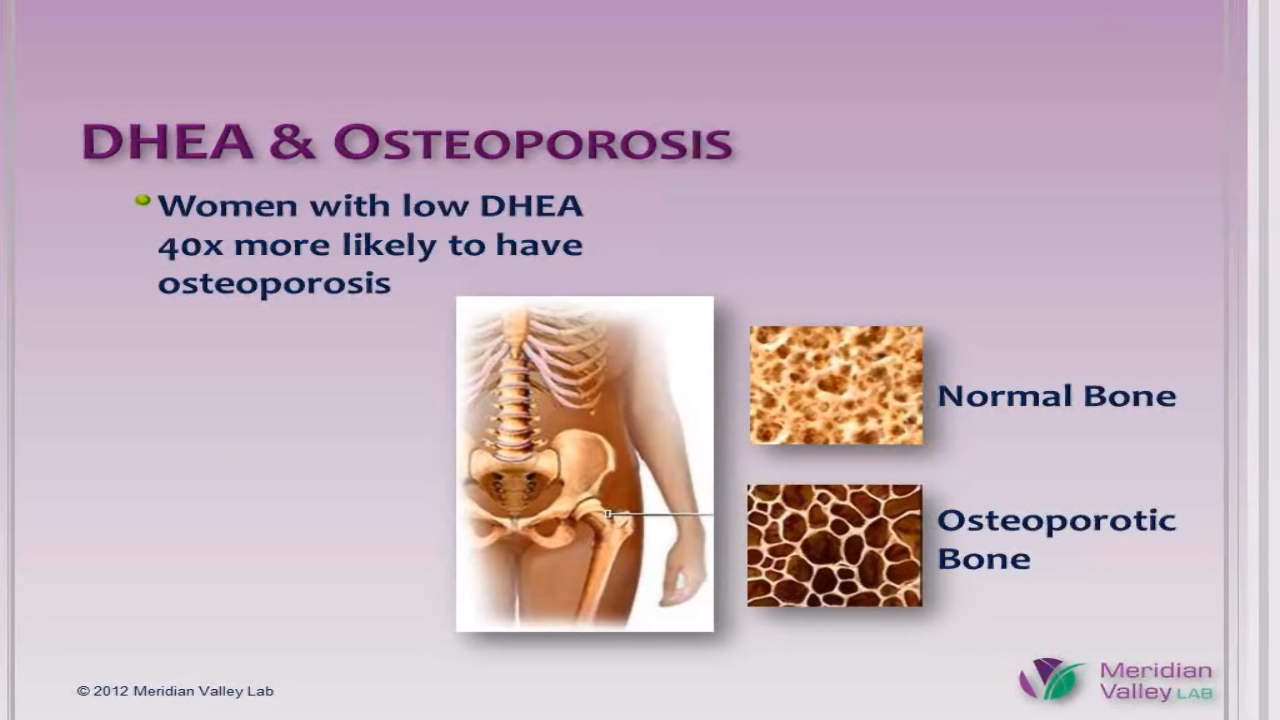 DHEA & OSTEOPOROSIS
Women with low DHEA
40x more likely to have
osteoporosis
Normal Bone
Osteoporotic
Bone
© 2012 Meridian Valley Lab
Meridian
Valley LAB